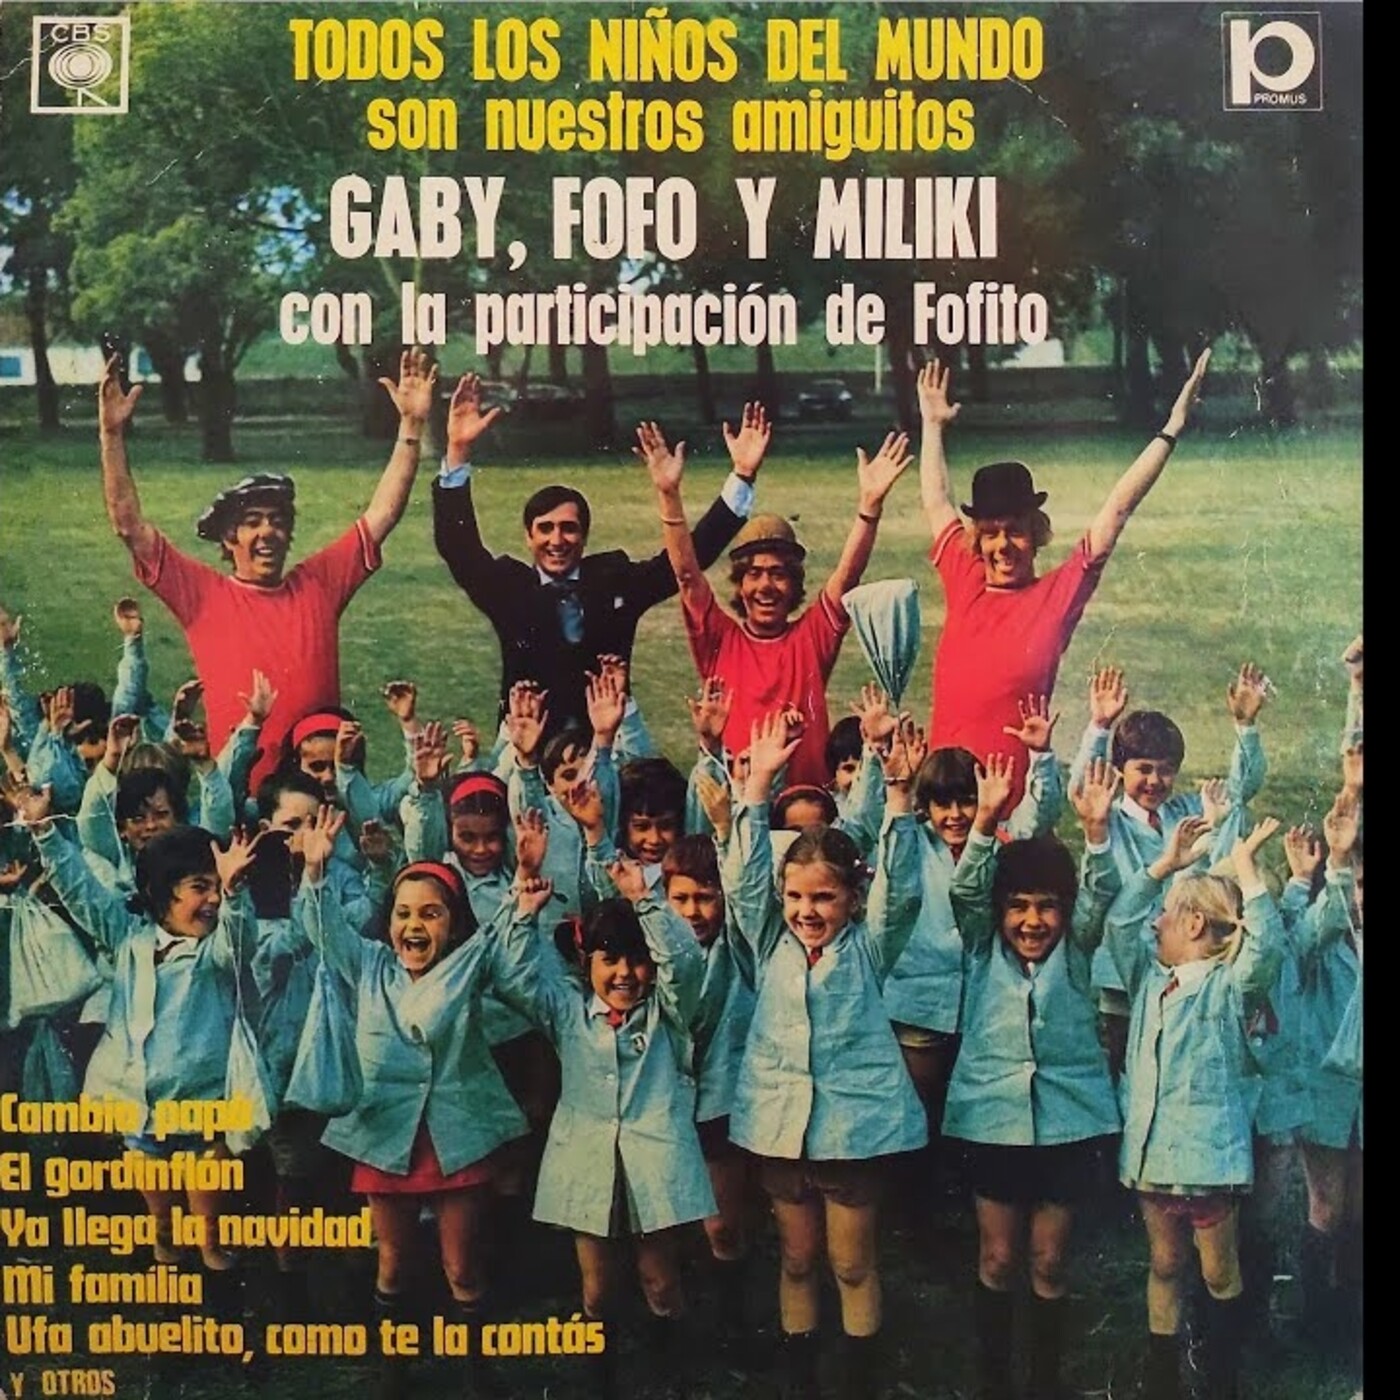 CBS
TODOS LOS NIÑOS DEL MUNDO
PROMUS
son nuestros amiguitos
GABY, FOFO Y MILIKI
con la participación de Fofito
Cambia papá
El gordinflón
Ya llega la navidad
Mi familia
Ufa abuelito, como te la contás
Y OTROS